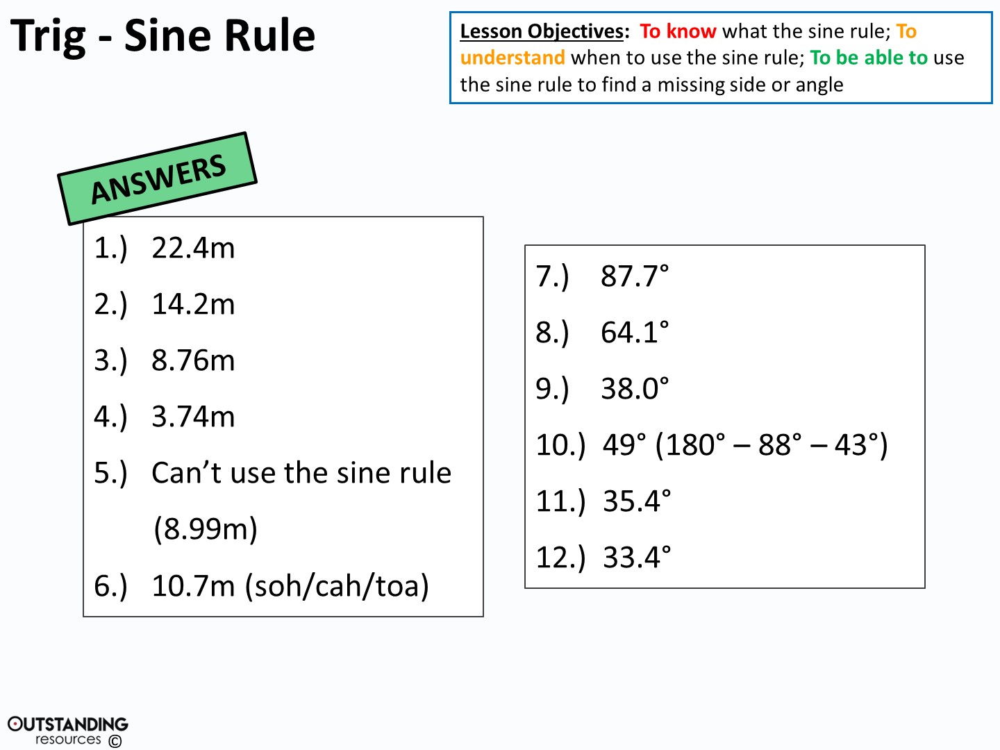 Trig - Sine Rule
Lesson Objectives:  To know what the sine rule; To
understand when to use the sine rule; To be able to use
the sine rule to find a missing side or angle
ANSWERS
1.)   22.4m
2.)   14.2m
3.)   8.76m
4.)   3.74m
5.)   Can’t use the sine rule
(8.99m)
6.)   10.7m (soh/cah/toa)
7.)    87.7°
8.)    64.1°
9.)    38.0°
10.)  49° (180° – 88° – 43°)
11.)  35.4°
12.)  33.4°
OUTSTANDING
resources ©